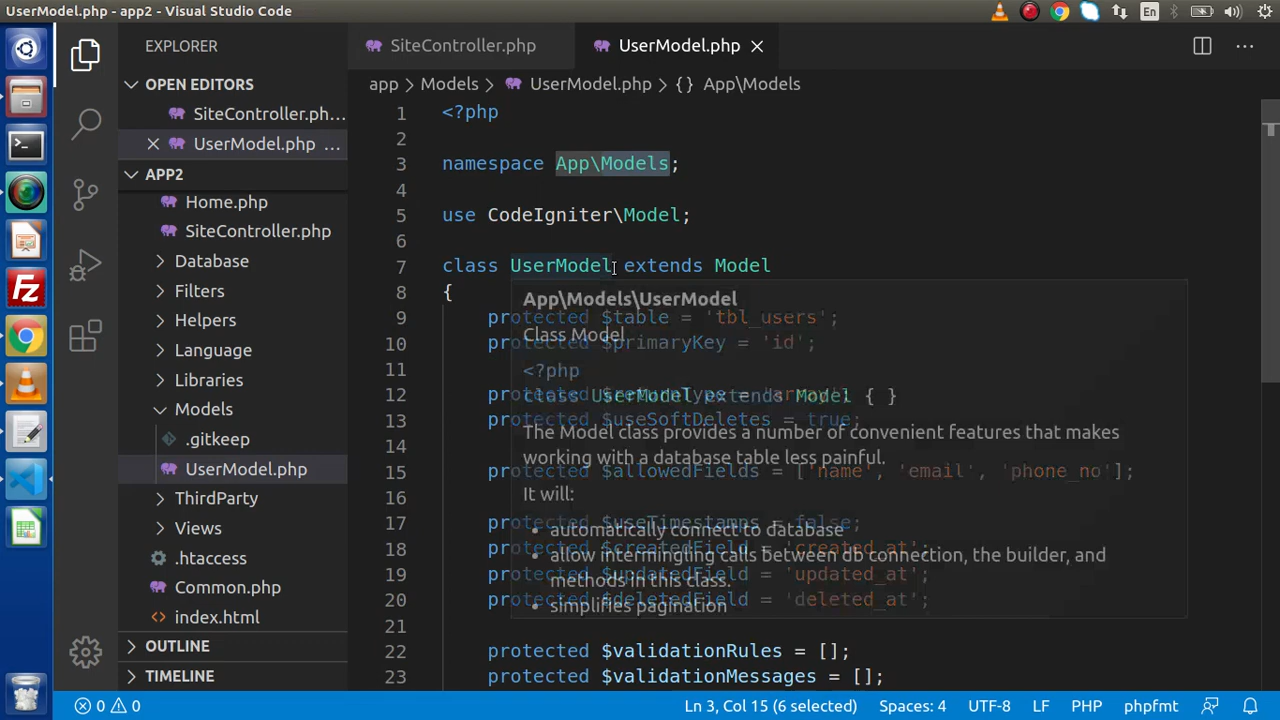 UserModel.php - app2 - Visual Studio Code
En
EXPLORER
OPEN EDITORS
SiteController.ph...
UserModel.php ...
APP2
Home.php
SiteController.php
Database
Filters
Helpers
Language
Libraries
Models
.gitkeep
UserModel.php
ThirdParty
Views
.htaccess
Common.php
index.html
OUTLINE
TIMELINE
SiteController.php
UserModel.php
app > Models > UserModel.php > {} App\Models
1 <?php
2
3 namespace App\Models;
4
5 use CodeIgniter\Model;
6
7 class UserModel extends Model
8 {
9 protected $table = 'tbl_users';
10 protected $primaryKey = 'id';
11
12 protected $returnType = 'array';
13 protected $useSoftDeletes = true;
14
15 protected $allowedFields = ['name', 'email', 'phone_no'];
16
17 protected $useTimestamps = false;
18 protected $createdField = 'created_at';
19 protected $updatedField = 'updated_at';
20 protected $deletedField = 'deleted_at';
21
22 protected $validationRules = [];
23 protected $validationMessages = [];
App\Models\UserModel
Class Model
<?php
class UserModel extends Model { }
The Model class provides a number of convenient features that makes
working with a database table less painful.
It will:
• automatically connect to database
• allow intermingling calls between db connection, the builder, and
methods in this class.
• simplifies pagination
0 0
Ln 3, Col 15 (6 selected)
Spaces: 4
UTF-8
LF
PHP
phpfmt